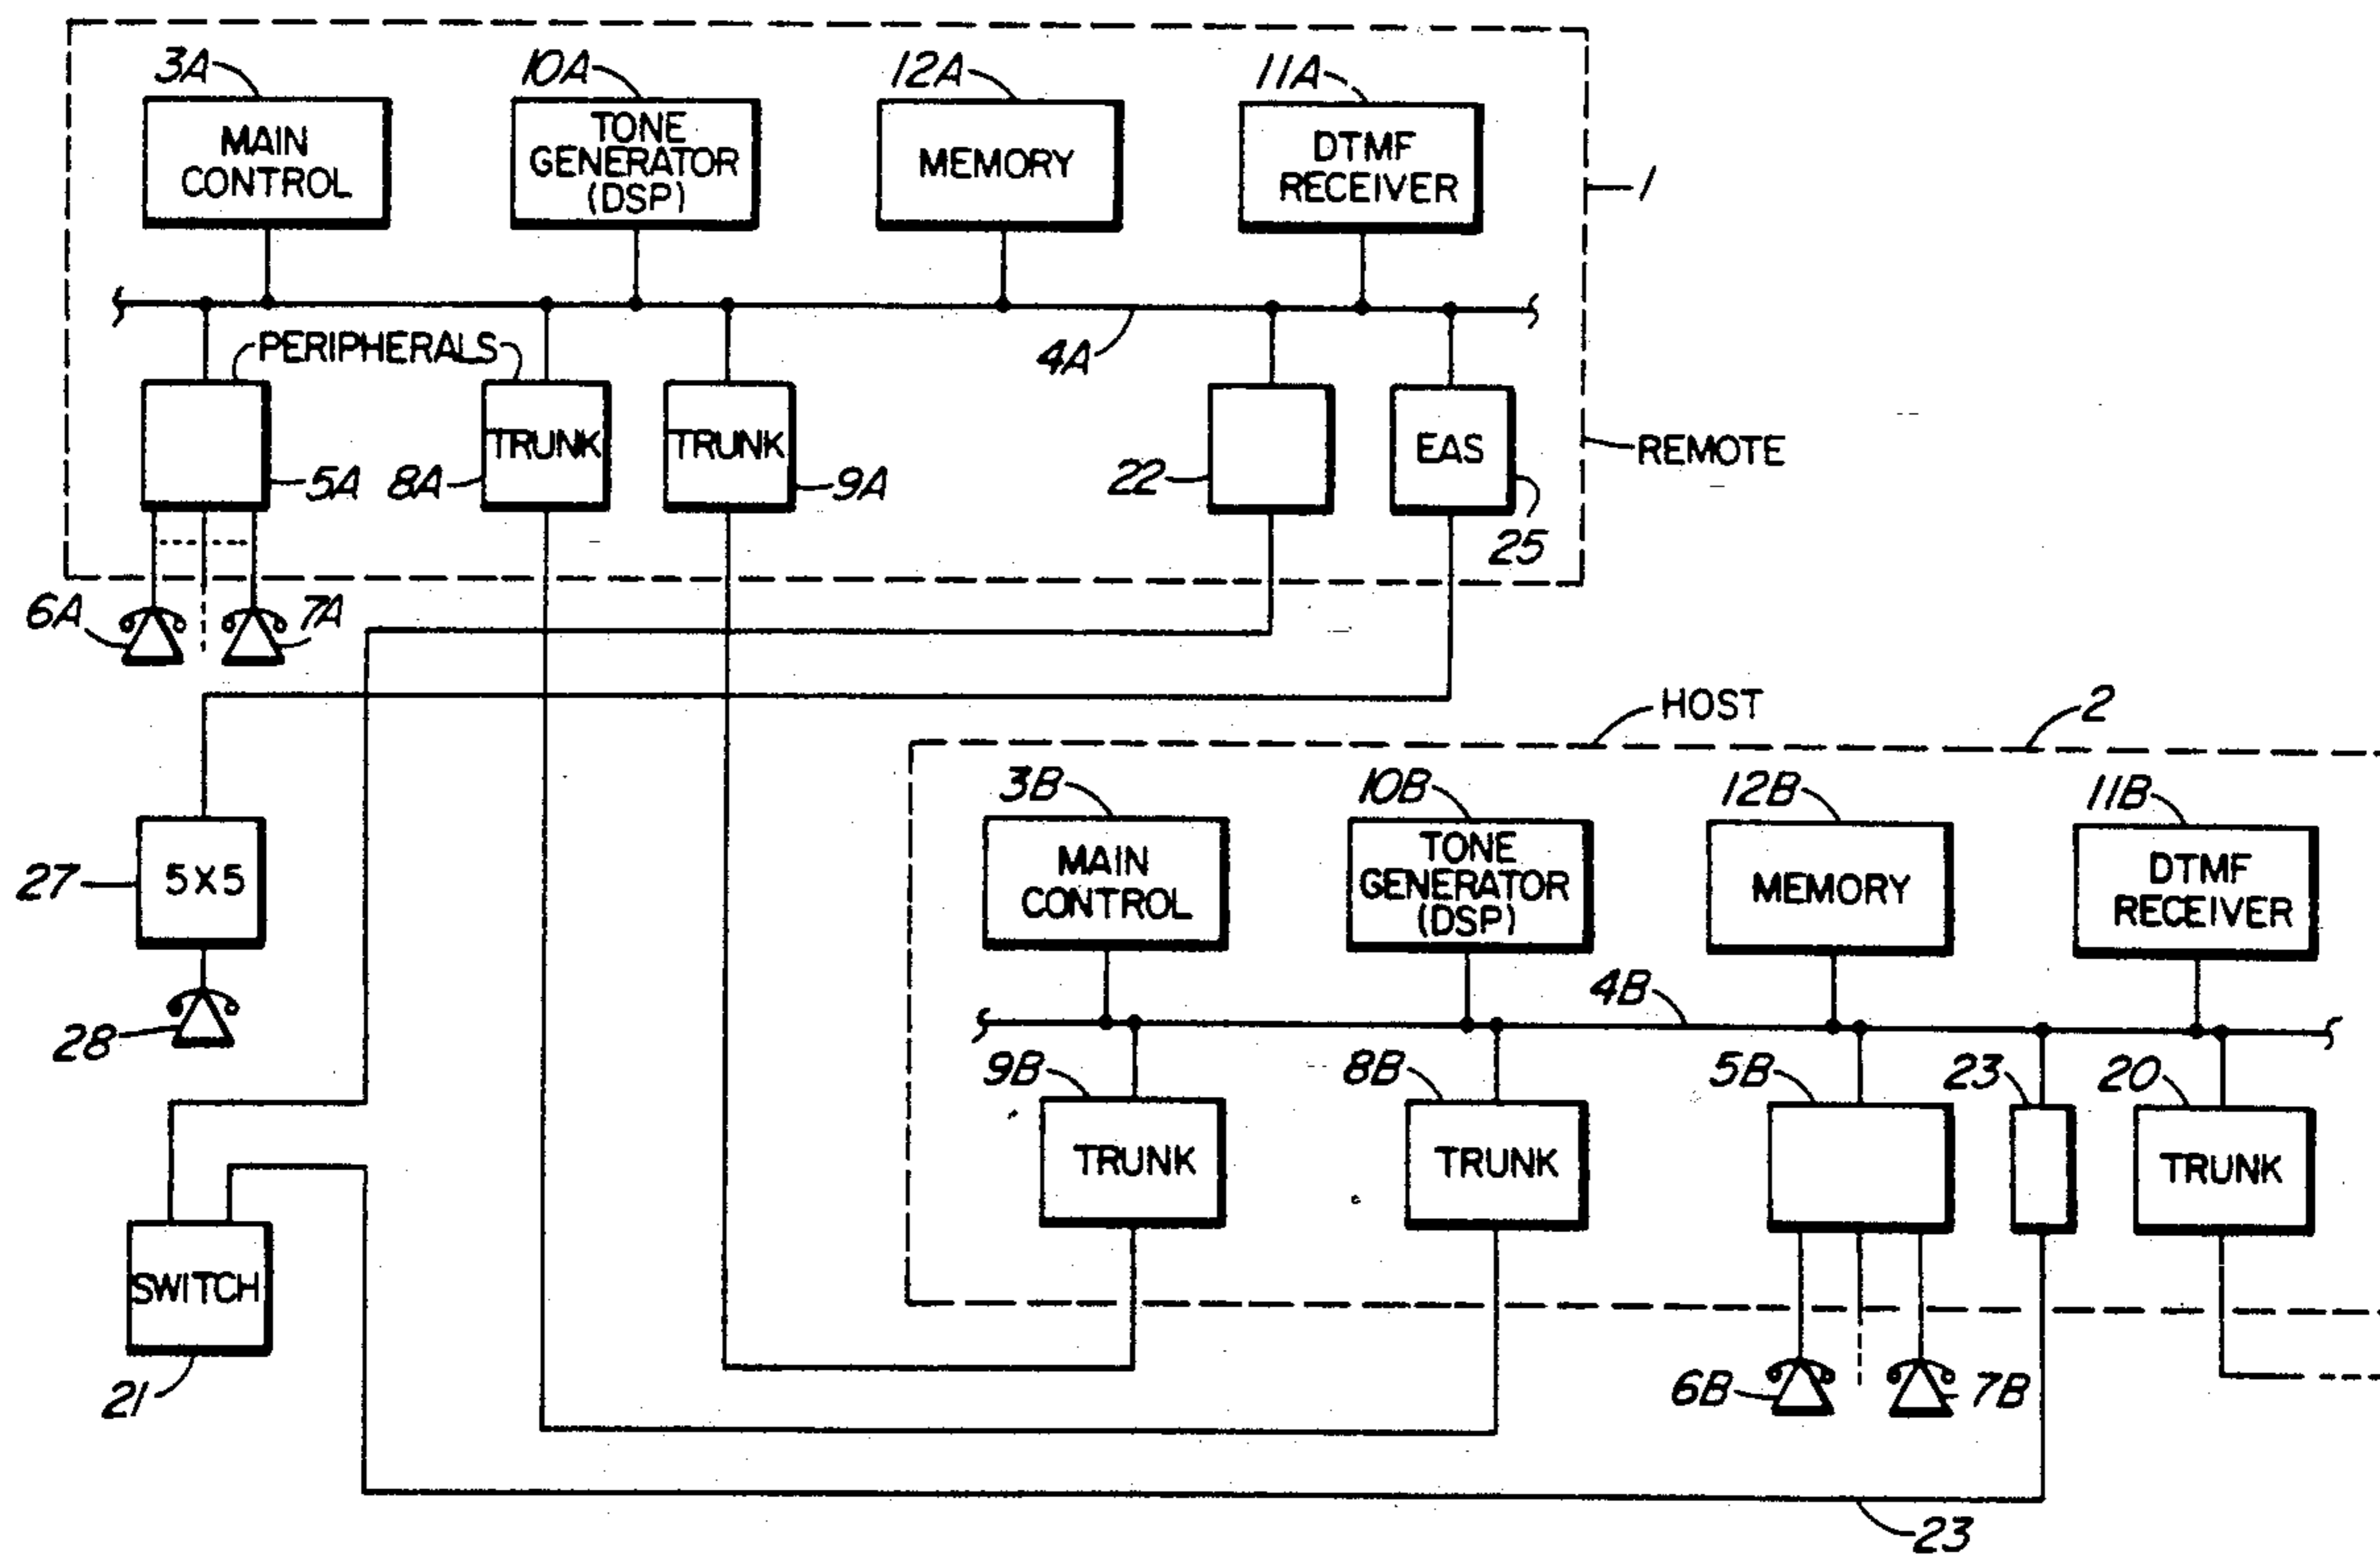 3A
10A
12A
11A
MAIN
CONTROL
TONE
GENERATOR
(DSP)
MEMORY
DTMF
RECEIVER
1
PERIPHERALS
4A
TRUNK
TRUNK
EAS
REMOTE
5A
8A
9A
22
25
6A
7A
HOST
2
3B
10B
12B
11B
27
5X5
MAIN
CONTROL
TONE
GENERATOR
(DSP)
MEMORY
DTMF
RECEIVER
28
4B
9B
8B
5B
23
20
TRUNK
TRUNK
TRUNK
SWITCH
21
6B
7B
23